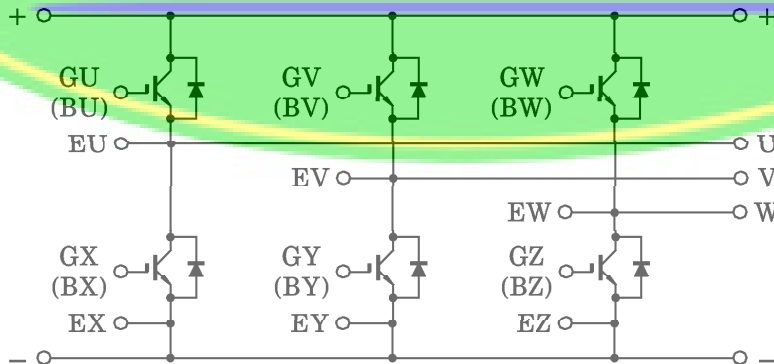 + +
GU GV GW
(BU) (BV) (BW)
EU U
EV V
EW W
GX GY GZ
(BX) (BY) (BZ)
EX EY EZ
− −